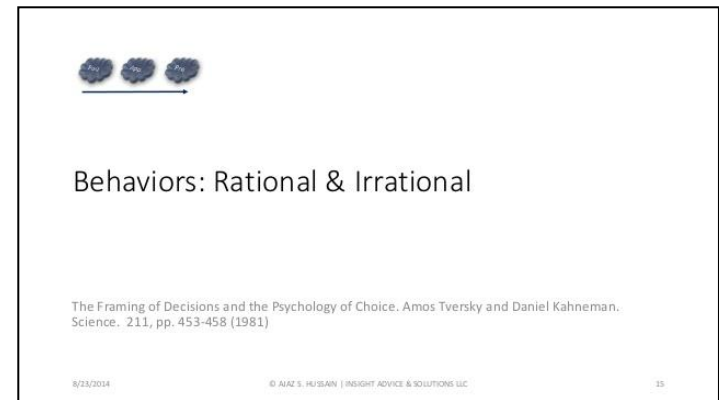 Behaviors: Rational & Irrational
The Framing of Decisions and the Psychology of Choice. Amos Tversky and Daniel Kahneman.
Science. 211, pp. 453-458 (1981)
8/23/2014
© AJAZ S. HUSSAIN | INSIGHT ADVICE & SOLUTIONS LLC
15